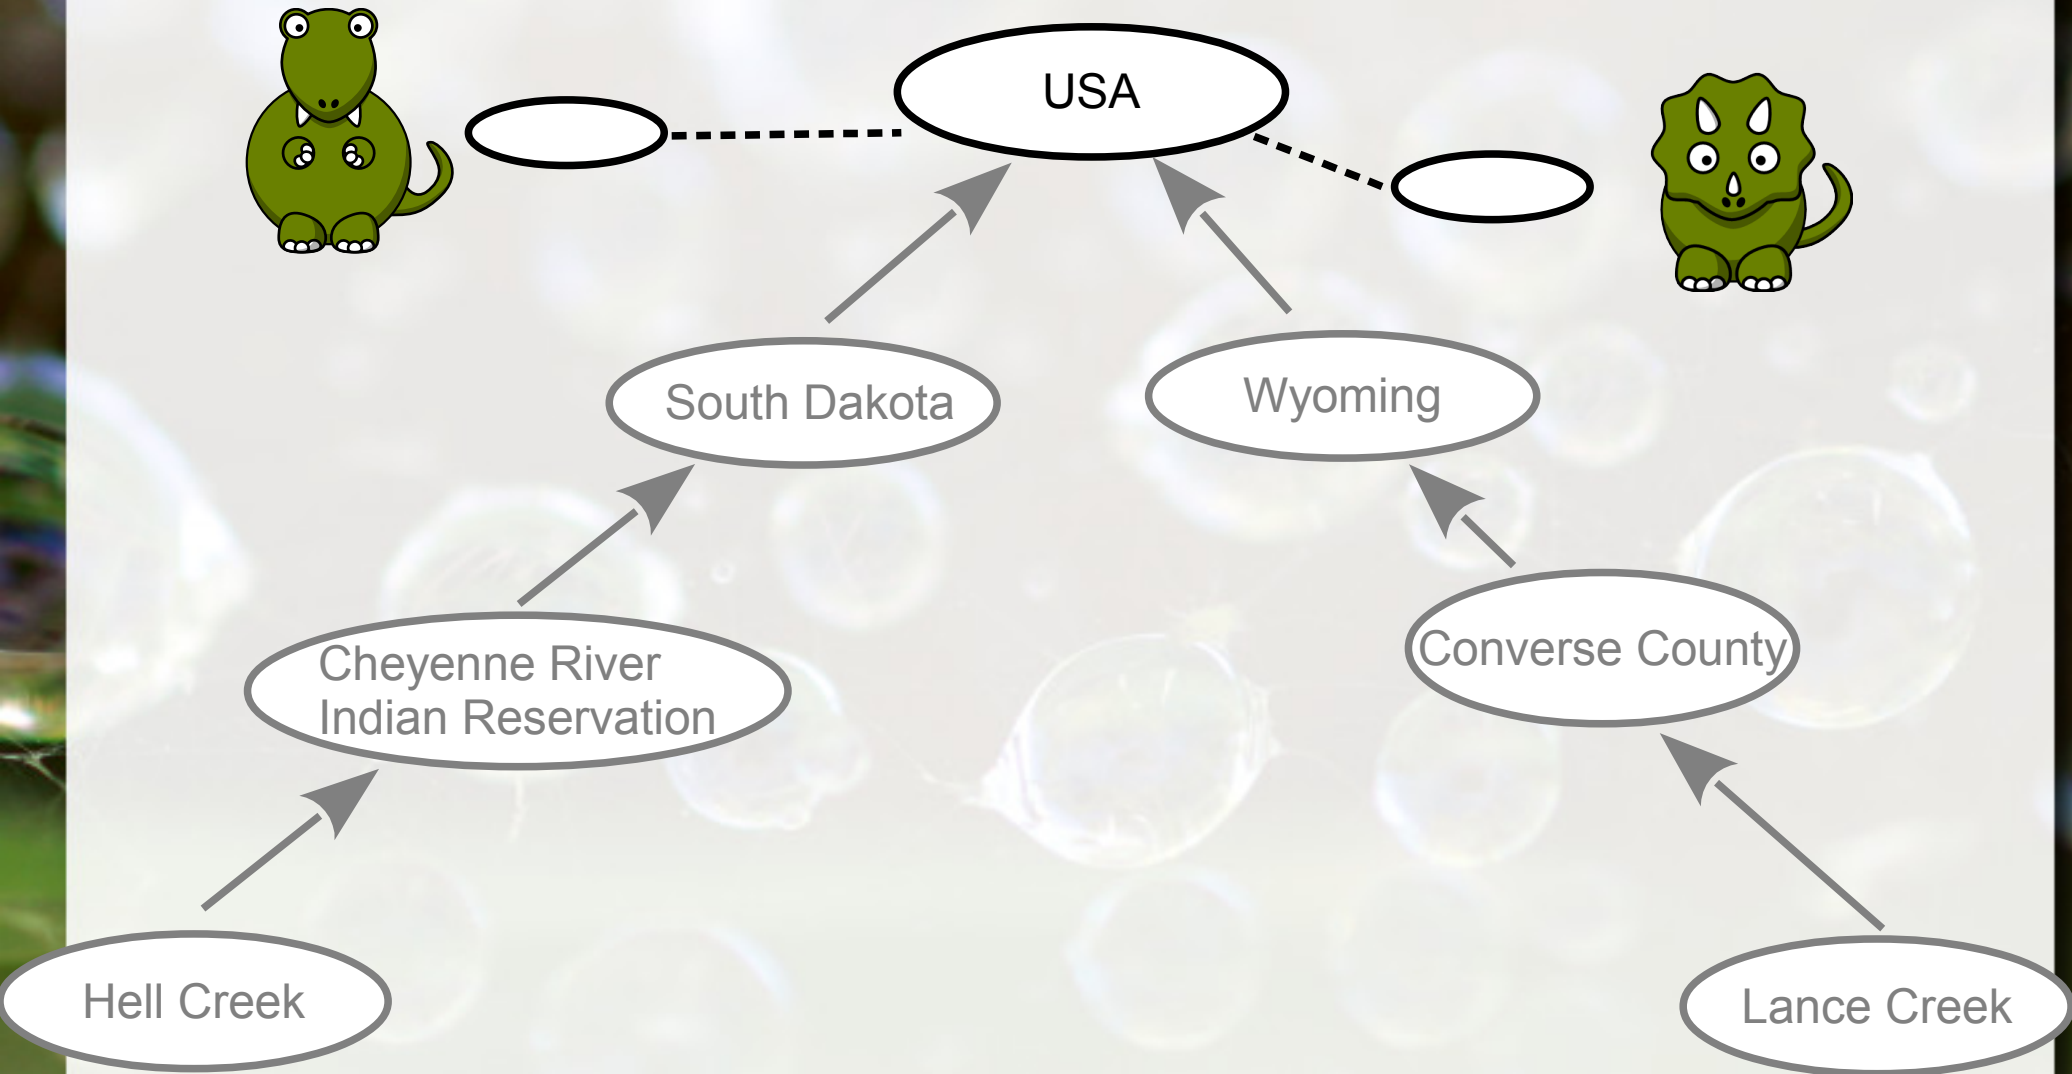 USA
South Dakota
Wyoming
Cheyenne River
Indian Reservation
Converse County
Hell Creek
Lance Creek